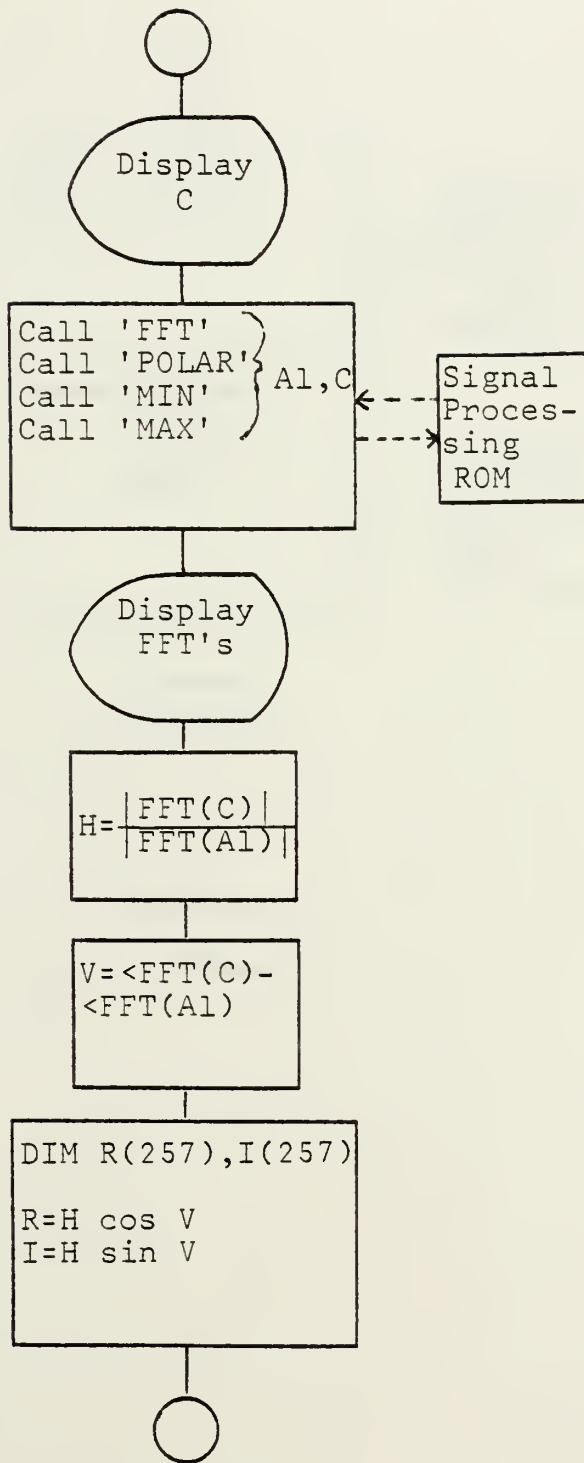 Display
C
Call 'FFT'
Call 'POLAR'
Call 'MIN'
Call 'MAX'
A1,C
Signal
Proces-
sing
ROM
Display
FFT's
H=|FFT(C)|
|FFT(A1)|
V=<FFT(C)-
<FFT(A1)
DIM R(257),I(257)
R=H cos V
I=H sin V